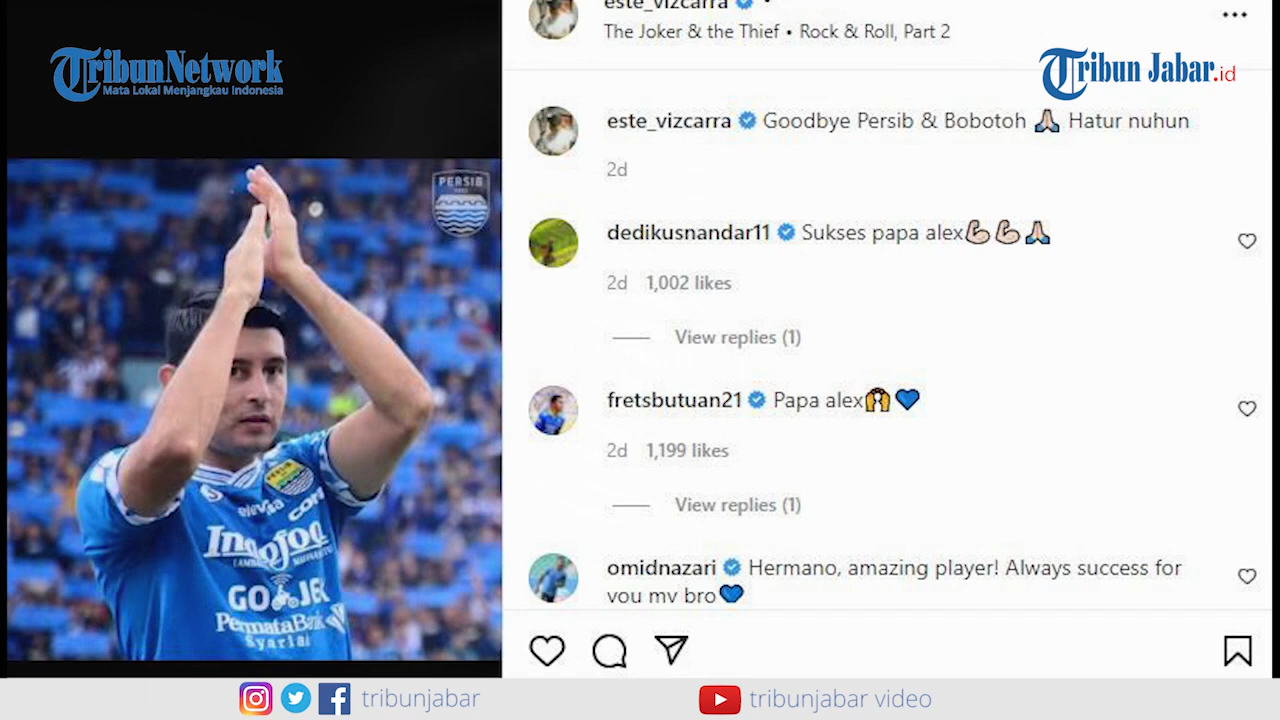 este_vizcarra
The Joker & the Thief • Rock & Roll, Part 2
TribunNetwork
Mata Lokal Menjangkau Indonesia
Tribun Jabar.id
este_vizcarra Goodbye Persib & Bobotoh 🙏 Hatur nuhun
2d
PERSIB
dedikusnandar11 Sukses papa alex💪💪🙏
2d 1,002 likes
View replies (1)
fretsbutuan21 Papa alex🙌💙
2d 1,199 likes
View replies (1)
omidnazari Hermano, amazing player! Always success for
you my bro💙
PERSIB
elevenia
Indofood
GOJEK
PermataBank
Syariah
tribunjabar
tribunjabar video